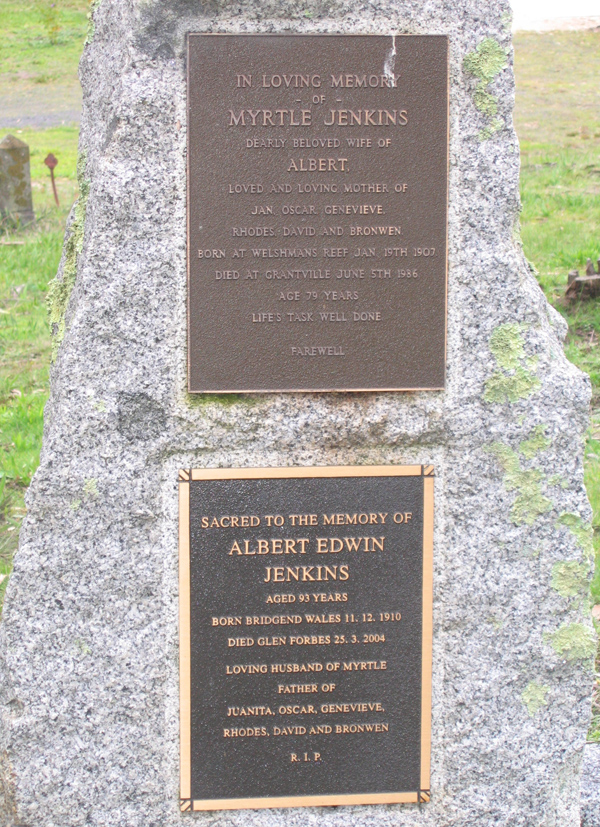 IN LOVING MEMORY
- OF -
MYRTLE JENKINS
DEARLY BELOVED WIFE OF
ALBERT,
LOVED AND LOVING MOTHER OF
JAN, OSCAR, GENEVIEVE,
RHODES, DAVID AND BRONWEN
BORN AT WELSHMANS REEF JAN. 19TH 1907
DIED AT GRANTVILLE JUNE 5TH 1986
AGE 79 YEARS
LIFE'S TASK WELL DONE
FAREWELL
SACRED TO THE MEMORY OF
ALBERT EDWIN
JENKINS
AGED 93 YEARS
BORN BRIDGEND WALES 11. 12. 1910
DIED GLEN FORBES 25. 3. 2004
LOVING HUSBAND OF MYRTLE
FATHER OF
JUANITA, OSCAR, GENEVIEVE,
RHODES, DAVID AND BRONWEN
R. I. P.